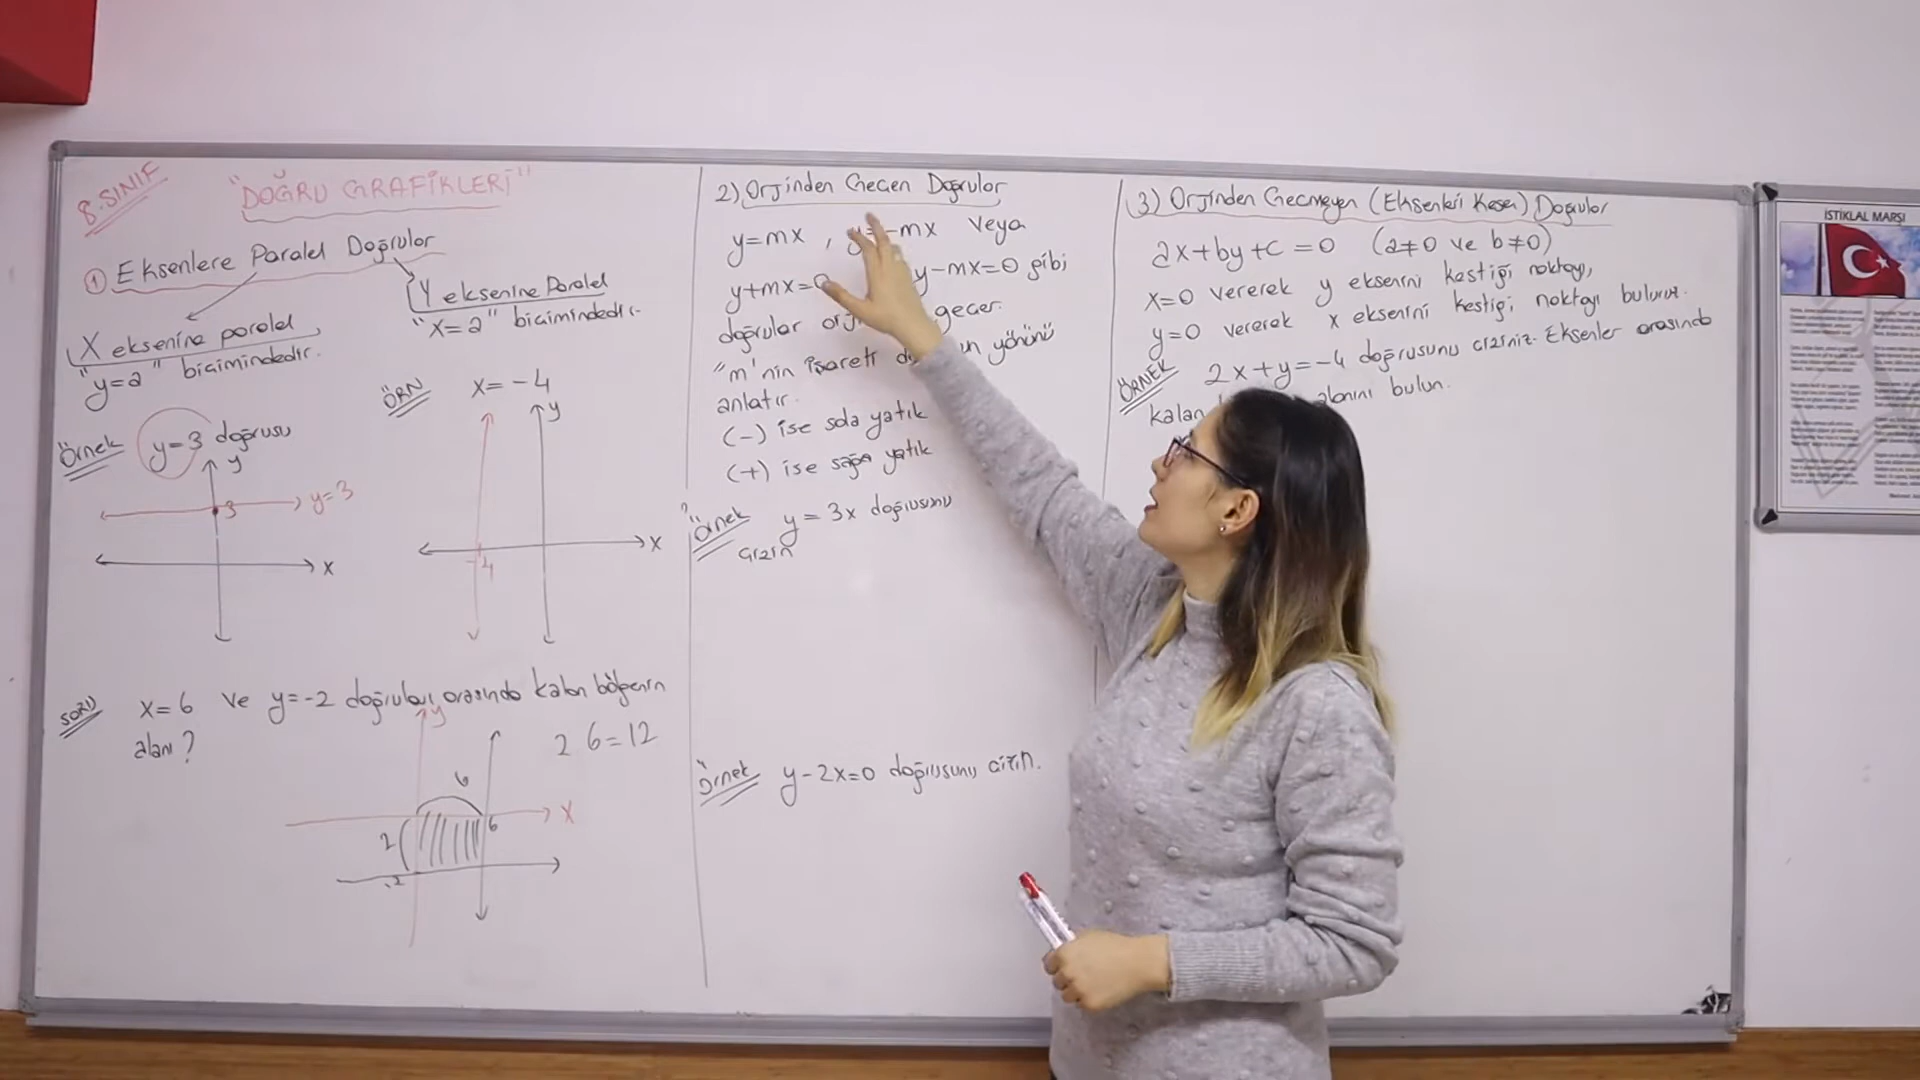 8.SINIF
"DOĞRU GRAFİKLERİ"
1 Eksenlere Paralel Doğrular
X eksenine paralel
"y=a" biçimindedir.
Y eksenine Paralel
"x=a" biçimindedir.
Örnek y=3 doğrusu
y
3
y=3
x
ÖRN x=-4
y
x
-4
SORU x=6 ve y=-2 doğruları arasında kalan bölgenin
alanı?
2 6=12
y
6
x
6
2
-2
2) Orjinden Geçen Doğrular
y=mx , y=-mx veya
y+mx=0 y-mx=0 gibi
doğrular geçer.
"m'nin işareti yönünü
anlatır.
(-) ise sola yatık
(+) ise sağa yatık
Örnek y=3x doğrusunu
çizin
Örnek y-2x=0 doğrusunu çizin.
3) Orjinden Geçmeyen (Eksenleri Kesen) Doğrular
ax+by+c=0 (a≠0 ve b≠0)
x=0 vererek y eksenini kestiği noktayı,
y=0 vererek x eksenini kestiği noktayı buluruz.
ÖRNEK 2x+y=-4 doğrusunu çiziniz. Eksenler arasında
kalan alanını bulun.
İSTİKLAL MARŞI